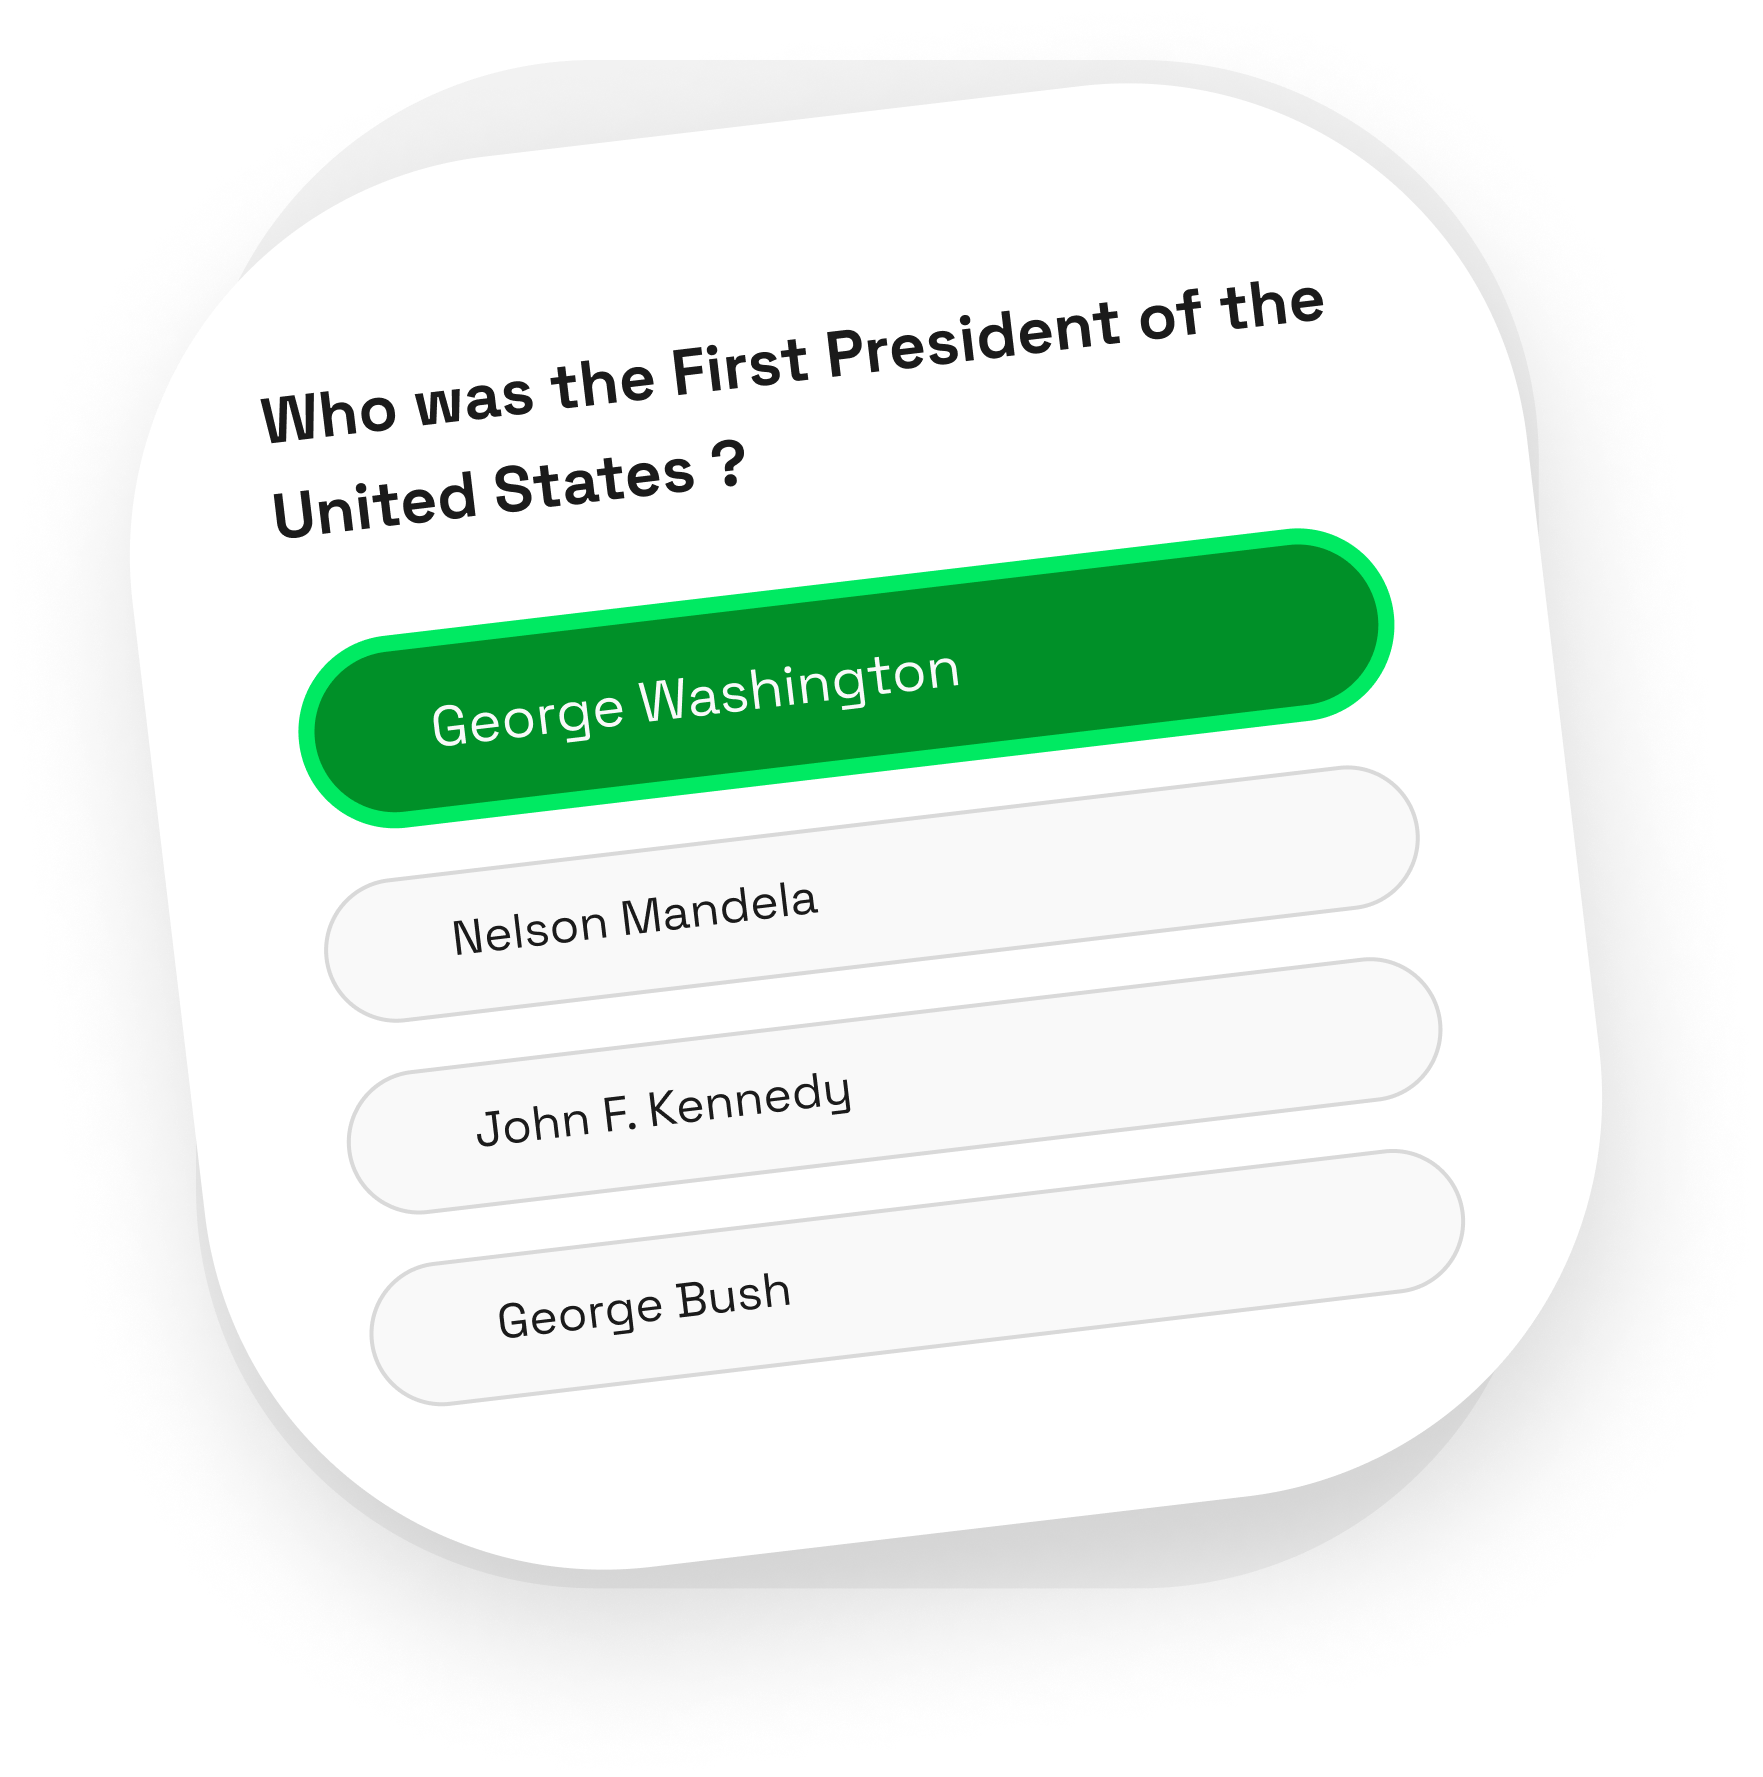 Who was the First President of the
United States ?
George Washington
Nelson Mandela
John F. Kennedy
George Bush